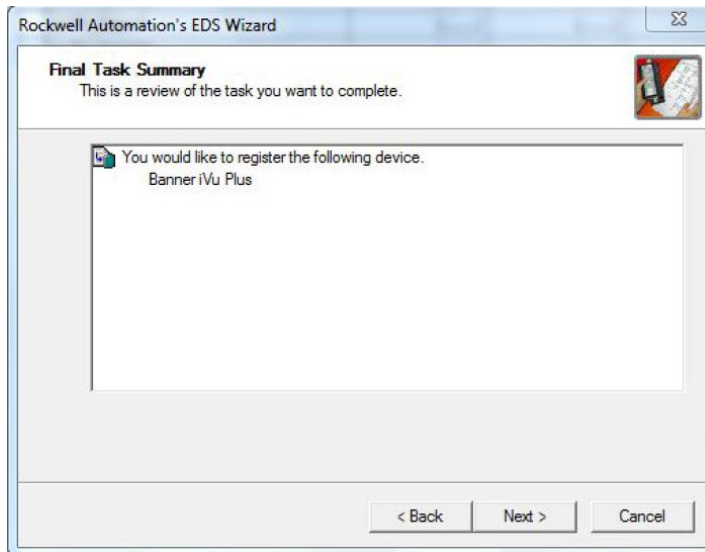 Rockwell Automation's EDS Wizard
Final Task Summary
This is a review of the task you want to complete.
You would like to register the following device.
Banner iVu Plus
< Back
Next >
Cancel